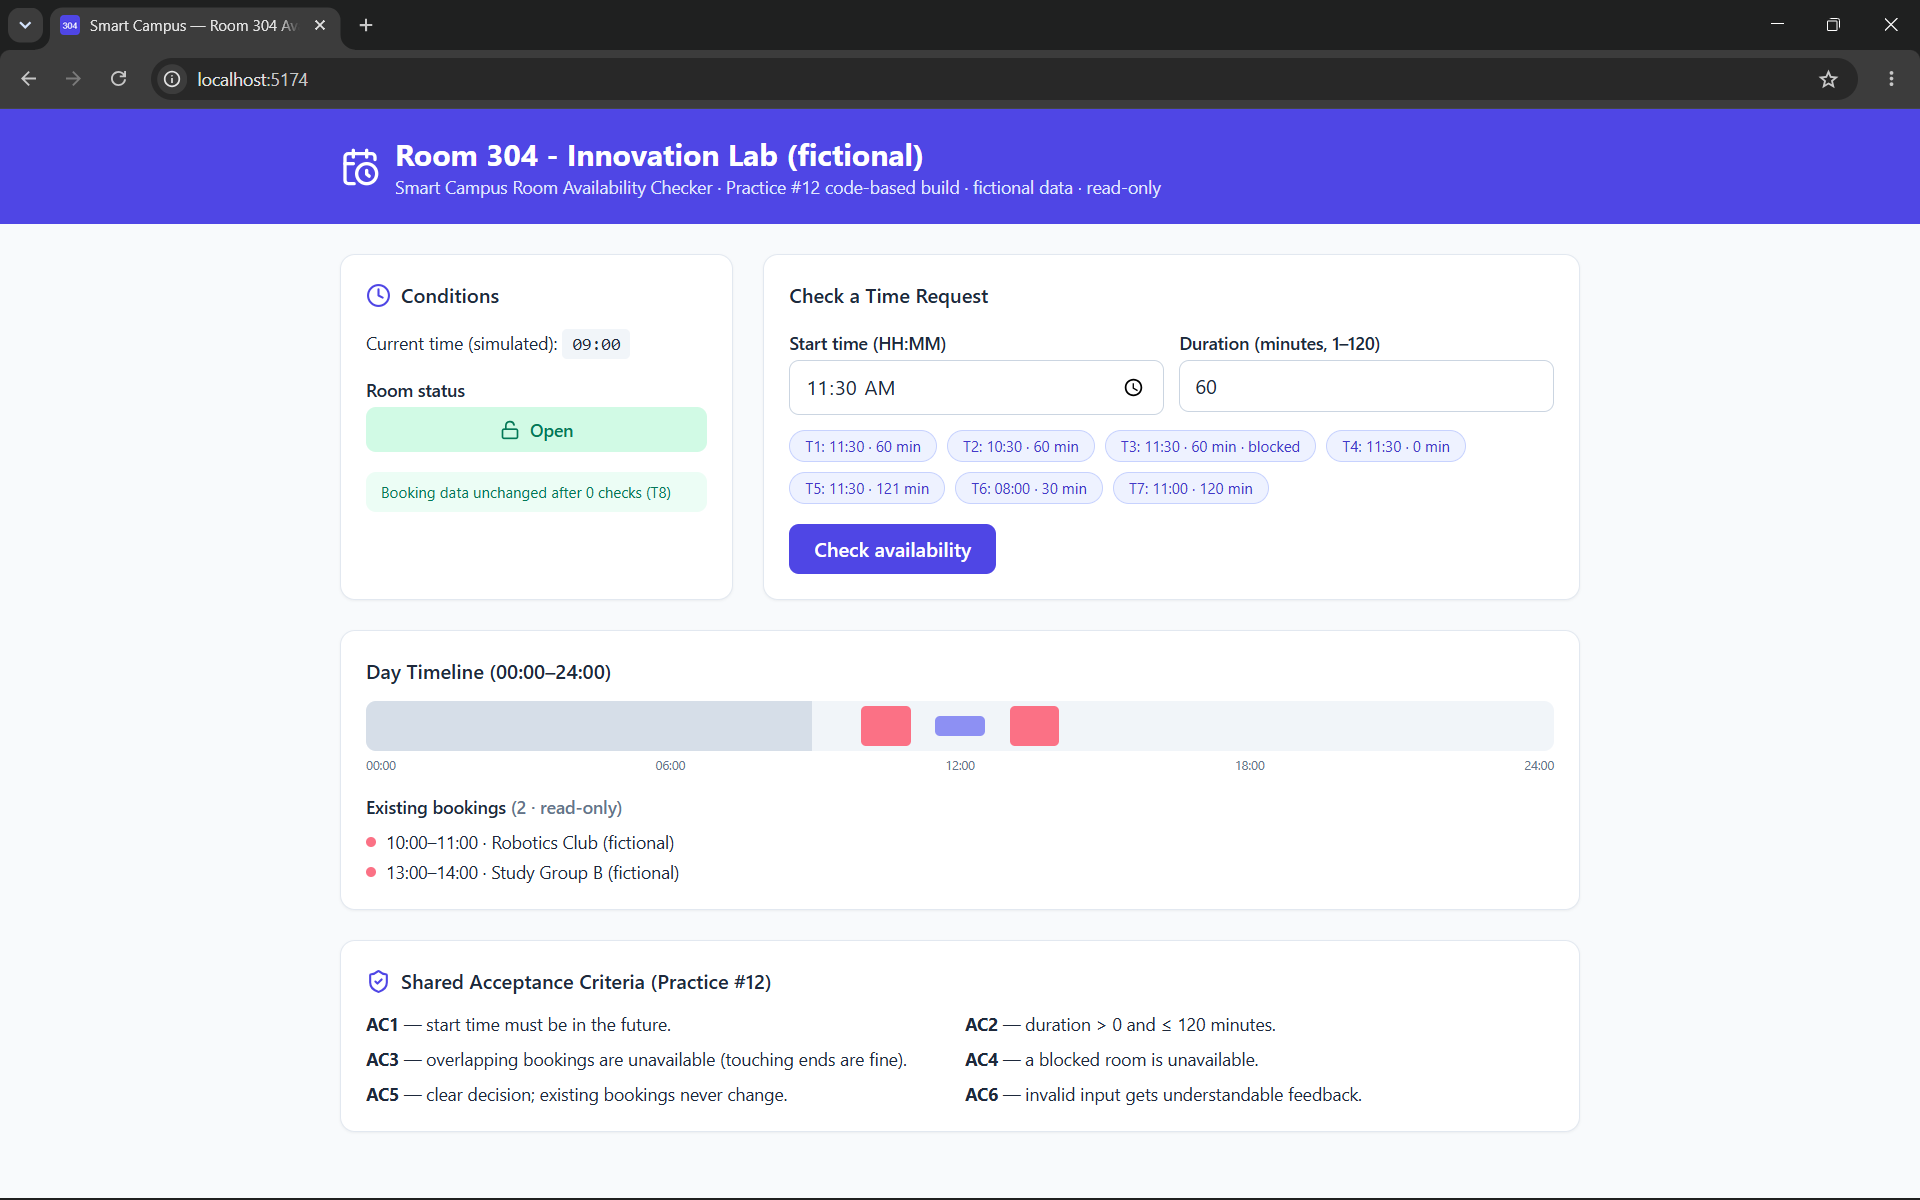 304 Smart Campus — Room 304 Av
localhost:5174
Room 304 - Innovation Lab (fictional)
Smart Campus Room Availability Checker · Practice #12 code-based build · fictional data · read-only
Conditions
Current time (simulated): 09:00
Room status
Open
Booking data unchanged after 0 checks (T8)
Check a Time Request
Start time (HH:MM)
Duration (minutes, 1–120)
11:30 AM
60
T1: 11:30 · 60 min
T2: 10:30 · 60 min
T3: 11:30 · 60 min · blocked
T4: 11:30 · 0 min
T5: 11:30 · 121 min
T6: 08:00 · 30 min
T7: 11:00 · 120 min
Check availability
Day Timeline (00:00–24:00)
00:00
06:00
12:00
18:00
24:00
Existing bookings (2 · read-only)
10:00–11:00 · Robotics Club (fictional)
13:00–14:00 · Study Group B (fictional)
Shared Acceptance Criteria (Practice #12)
AC1 — start time must be in the future.
AC2 — duration > 0 and ≤ 120 minutes.
AC3 — overlapping bookings are unavailable (touching ends are fine).
AC4 — a blocked room is unavailable.
AC5 — clear decision; existing bookings never change.
AC6 — invalid input gets understandable feedback.